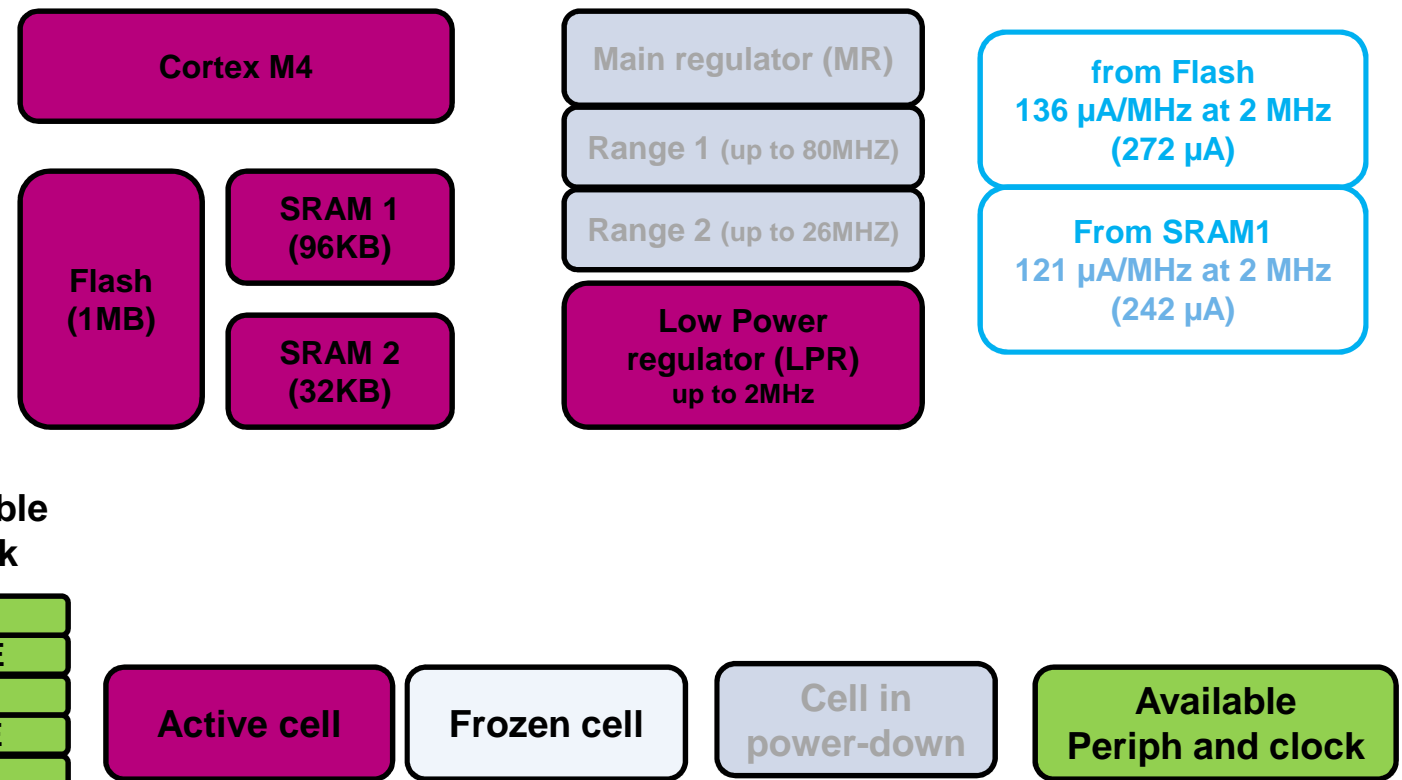 Cortex M4
Flash
(1MB)
SRAM 1
(96KB)
SRAM 2
(32KB)
Main regulator (MR)
Range 1 (up to 80MHZ)
Range 2 (up to 26MHZ)
Low Power
regulator (LPR)
up to 2MHz
from Flash
136 µA/MHz at 2 MHz
(272 µA)
From SRAM1
121 µA/MHz at 2 MHz
(242 µA)
Active cell
Frozen cell
Cell in
power-down
Available
Periph and clock